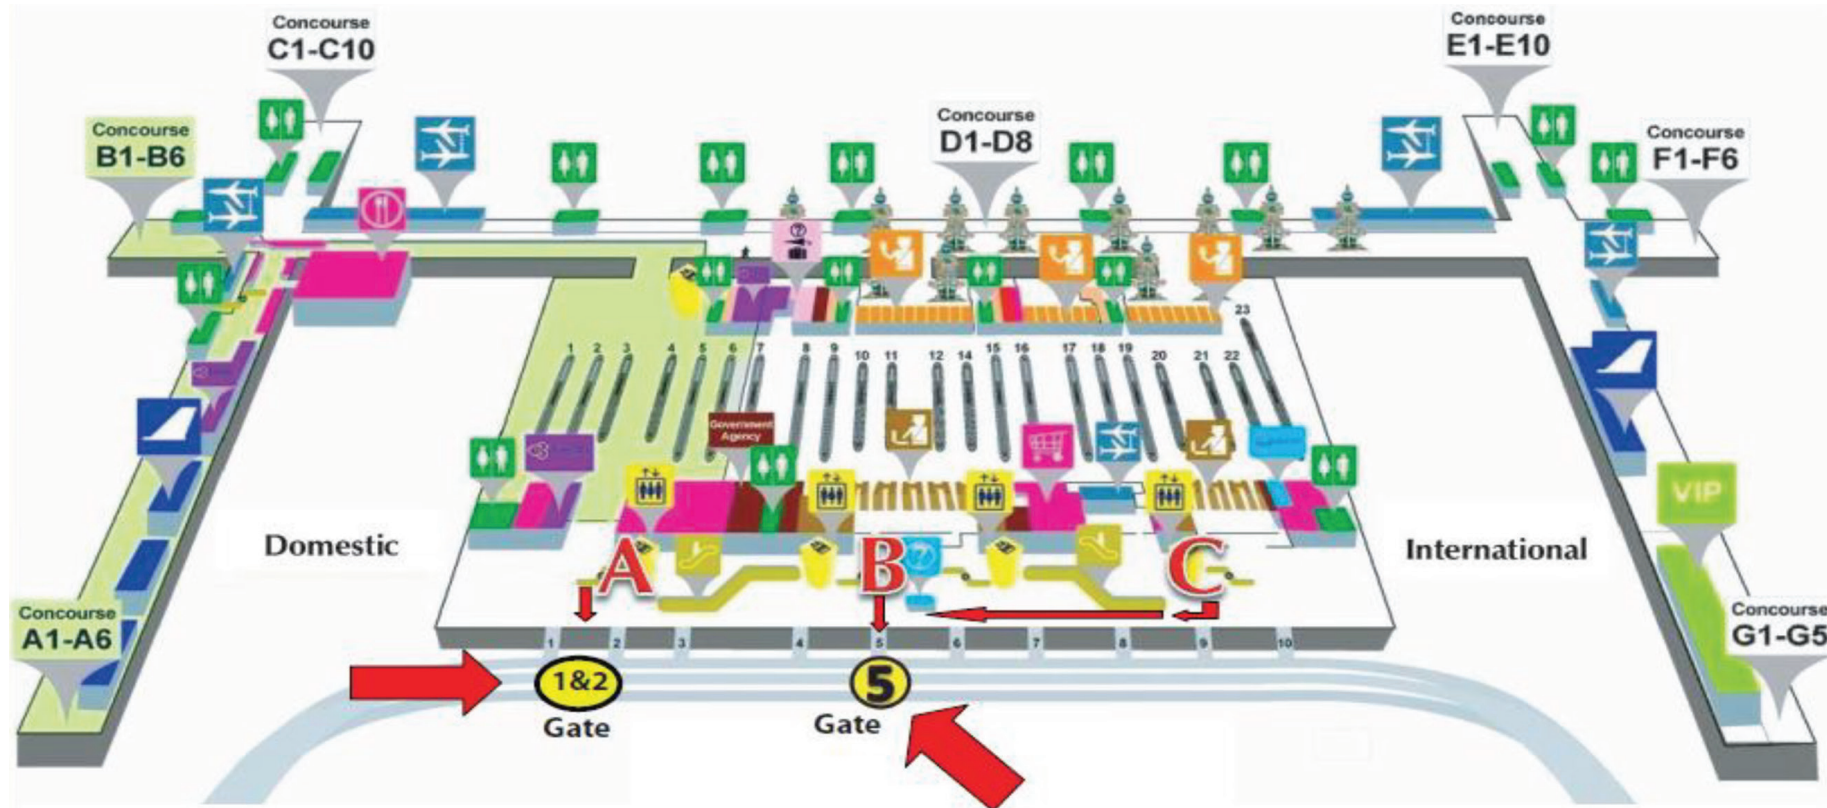 Concourse
C1-C10
Concourse
E1-E10
Concourse
B1-B6
Concourse
D1-D8
Concourse
F1-F6
1
2
3
4
5
6
7
8
9
10
11
12
14
15
16
17
18
19
20
21
22
23
Government
Agency
VIP
Domestic
International
A
B
C
?
Concourse
A1-A6
Concourse
G1-G5
1
2
3
4
5
6
7
8
9
10
1&2
Gate
5
Gate